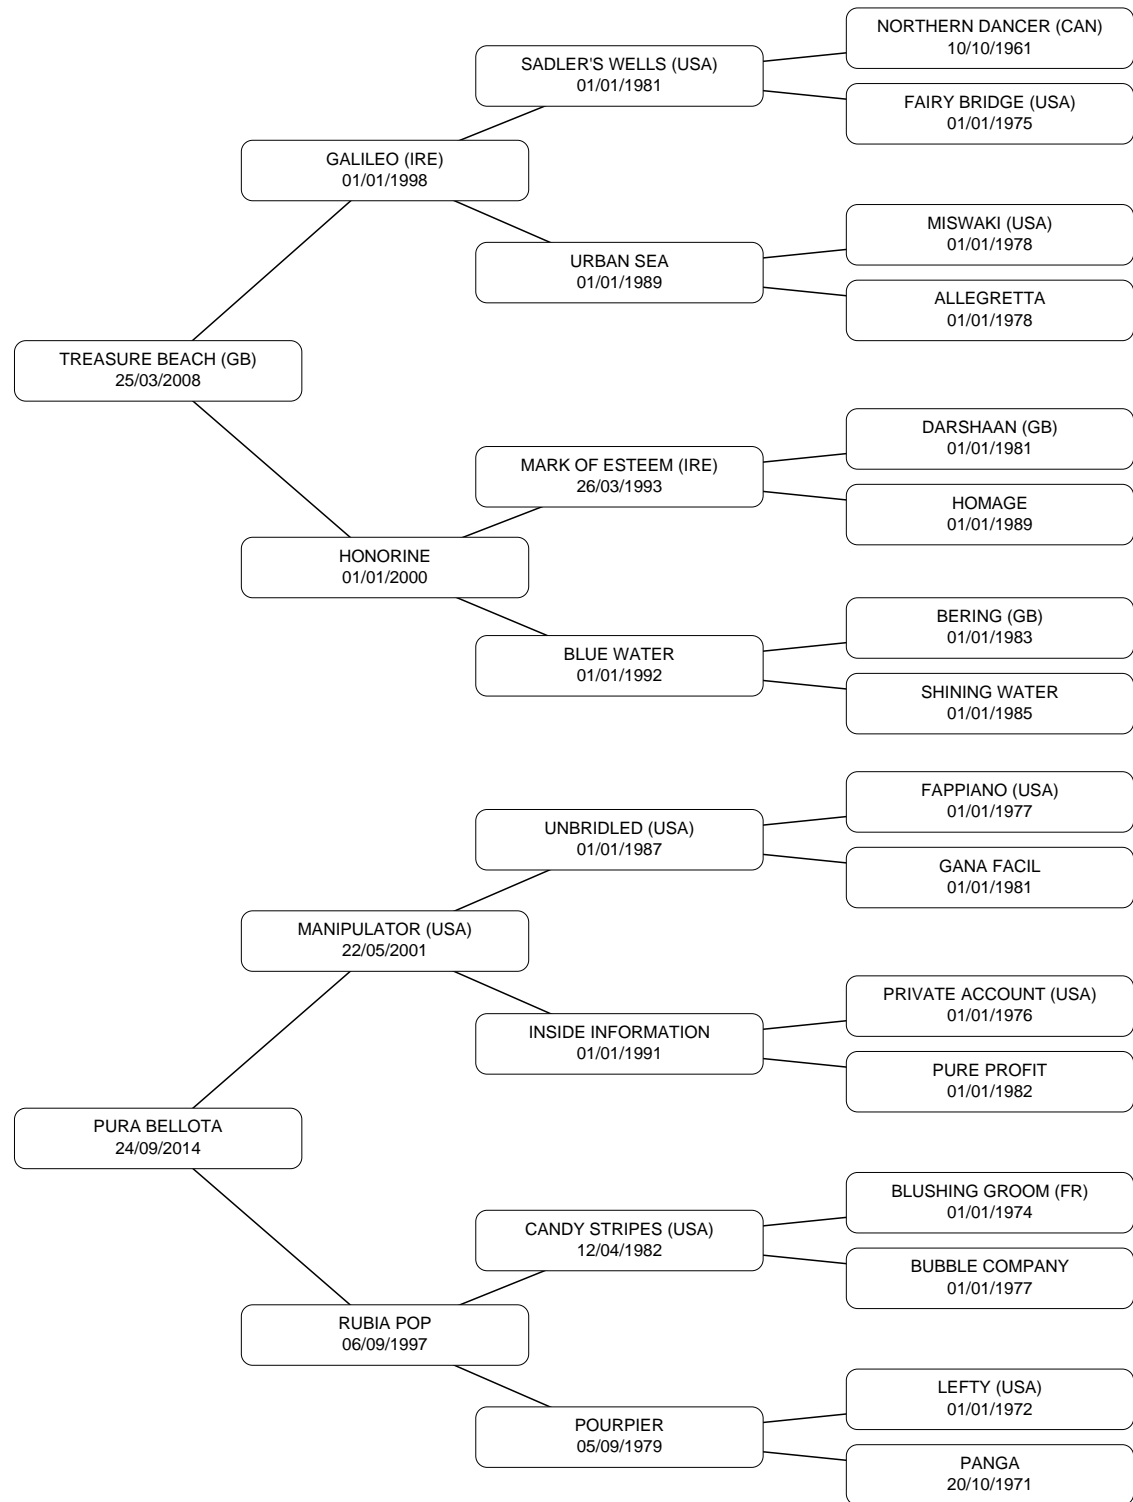 NORTHERN DANCER (CAN)
10/10/1961
SADLER'S WELLS (USA)
01/01/1981
FAIRY BRIDGE (USA)
01/01/1975
GALILEO (IRE)
01/01/1998
MISWAKI (USA)
01/01/1978
URBAN SEA
01/01/1989
ALLEGRETTA
01/01/1978
TREASURE BEACH (GB)
25/03/2008
DARSHAAN (GB)
01/01/1981
MARK OF ESTEEM (IRE)
26/03/1993
HOMAGE
01/01/1989
HONORINE
01/01/2000
BERING (GB)
01/01/1983
BLUE WATER
01/01/1992
SHINING WATER
01/01/1985
FAPPIANO (USA)
01/01/1977
UNBRIDLED (USA)
01/01/1987
GANA FACIL
01/01/1981
MANIPULATOR (USA)
22/05/2001
PRIVATE ACCOUNT (USA)
01/01/1976
INSIDE INFORMATION
01/01/1991
PURE PROFIT
01/01/1982
PURA BELLOTA
24/09/2014
BLUSHING GROOM (FR)
01/01/1974
CANDY STRIPES (USA)
12/04/1982
BUBBLE COMPANY
01/01/1977
RUBIA POP
06/09/1997
LEFTY (USA)
01/01/1972
POURPIER
05/09/1979
PANGA
20/10/1971